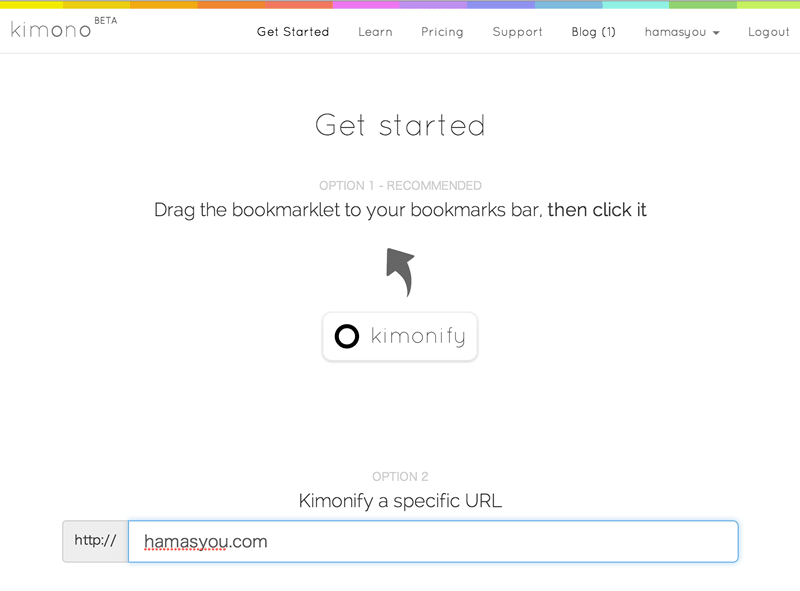 kimono BETA
Get Started Learn Pricing Support Blog (1) hamasyou Logout
Get started
OPTION 1 - RECOMMENDED
Drag the bookmarklet to your bookmarks bar, then click it
kimonify
OPTION 2
Kimonify a specific URL
http:// hamasyou.com